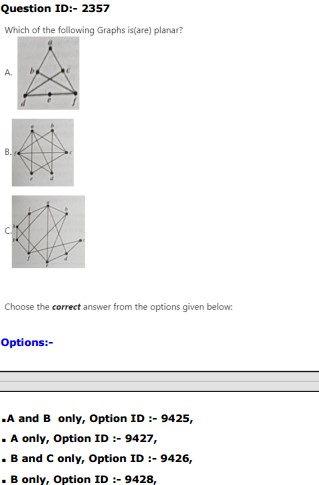 Question ID:- 2357
Which of the following Graphs is(are) planar?
A.
a
b
c
d
e
f
B.
a
b
f
c
e
d
C.
Choose the correct answer from the options given below:
Options:-
A and B only, Option ID :- 9425,
A only, Option ID :- 9427,
B and C only, Option ID :- 9426,
B only, Option ID :- 9428,